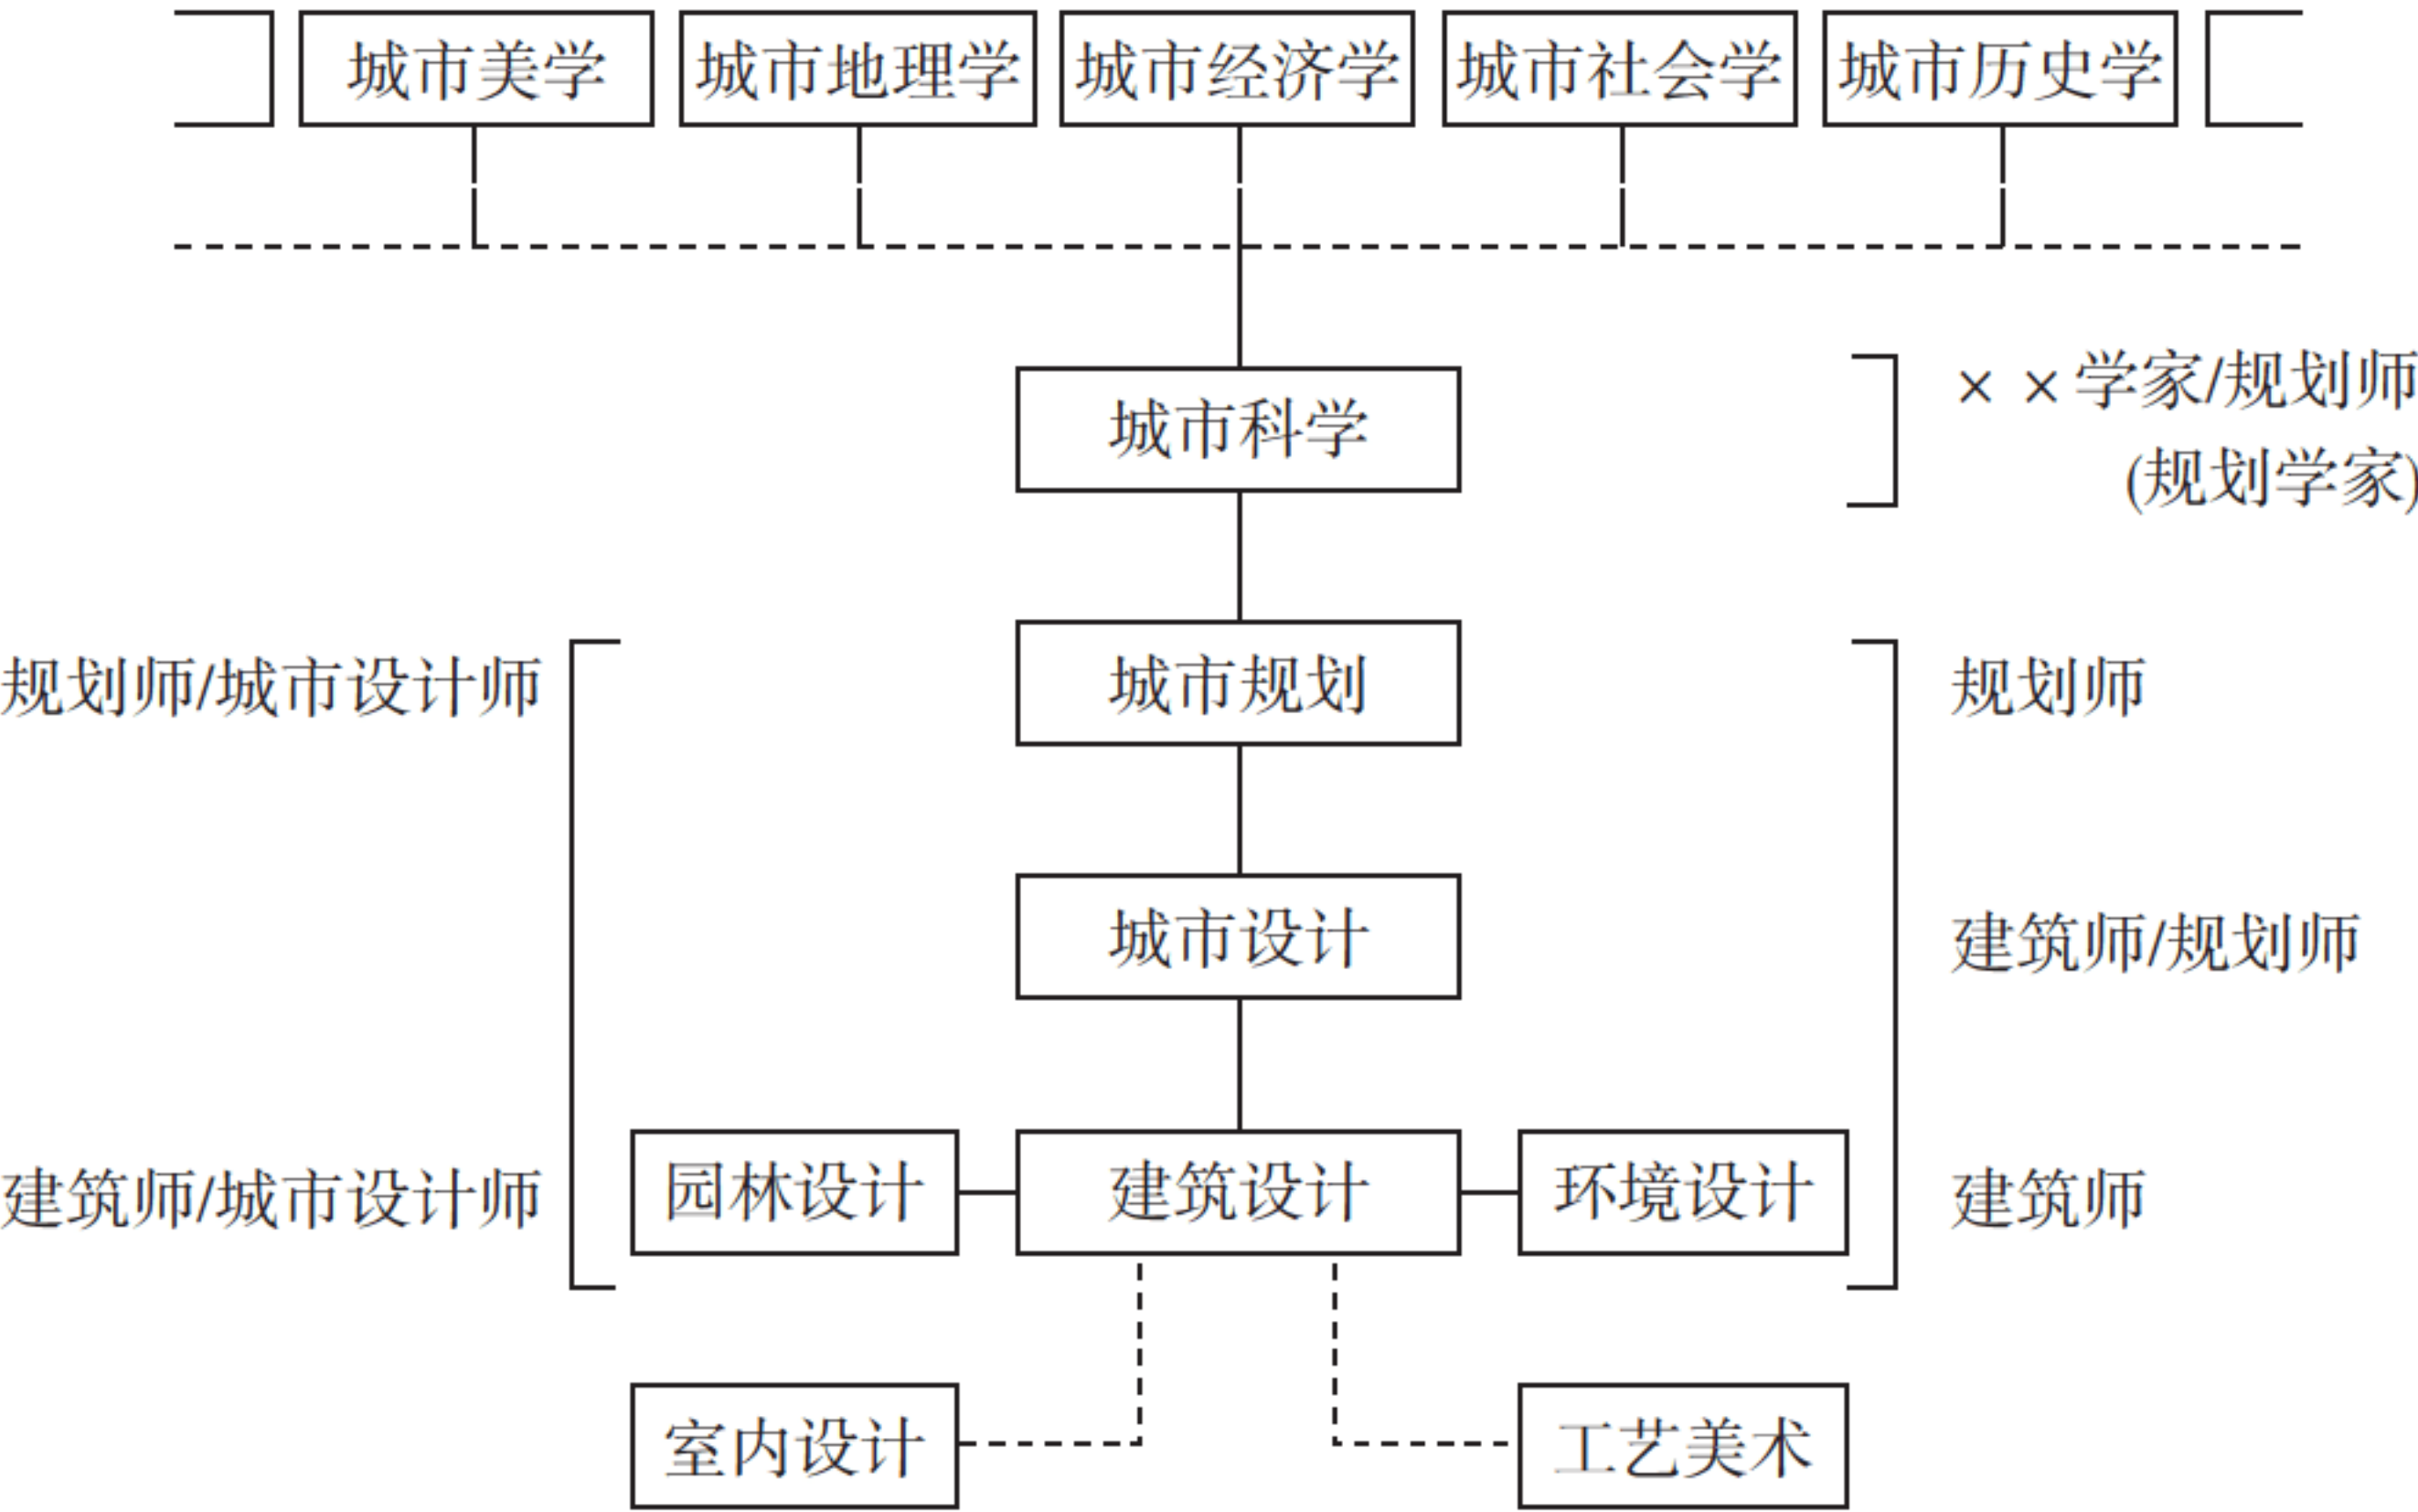 城市美学
城市地理学
城市经济学
城市社会学
城市历史学
城市科学
××学家/规划师
(规划学家)
规划师/城市设计师
城市规划
规划师
城市设计
建筑师/规划师
建筑师/城市设计师
园林设计
建筑设计
环境设计
建筑师
室内设计
工艺美术